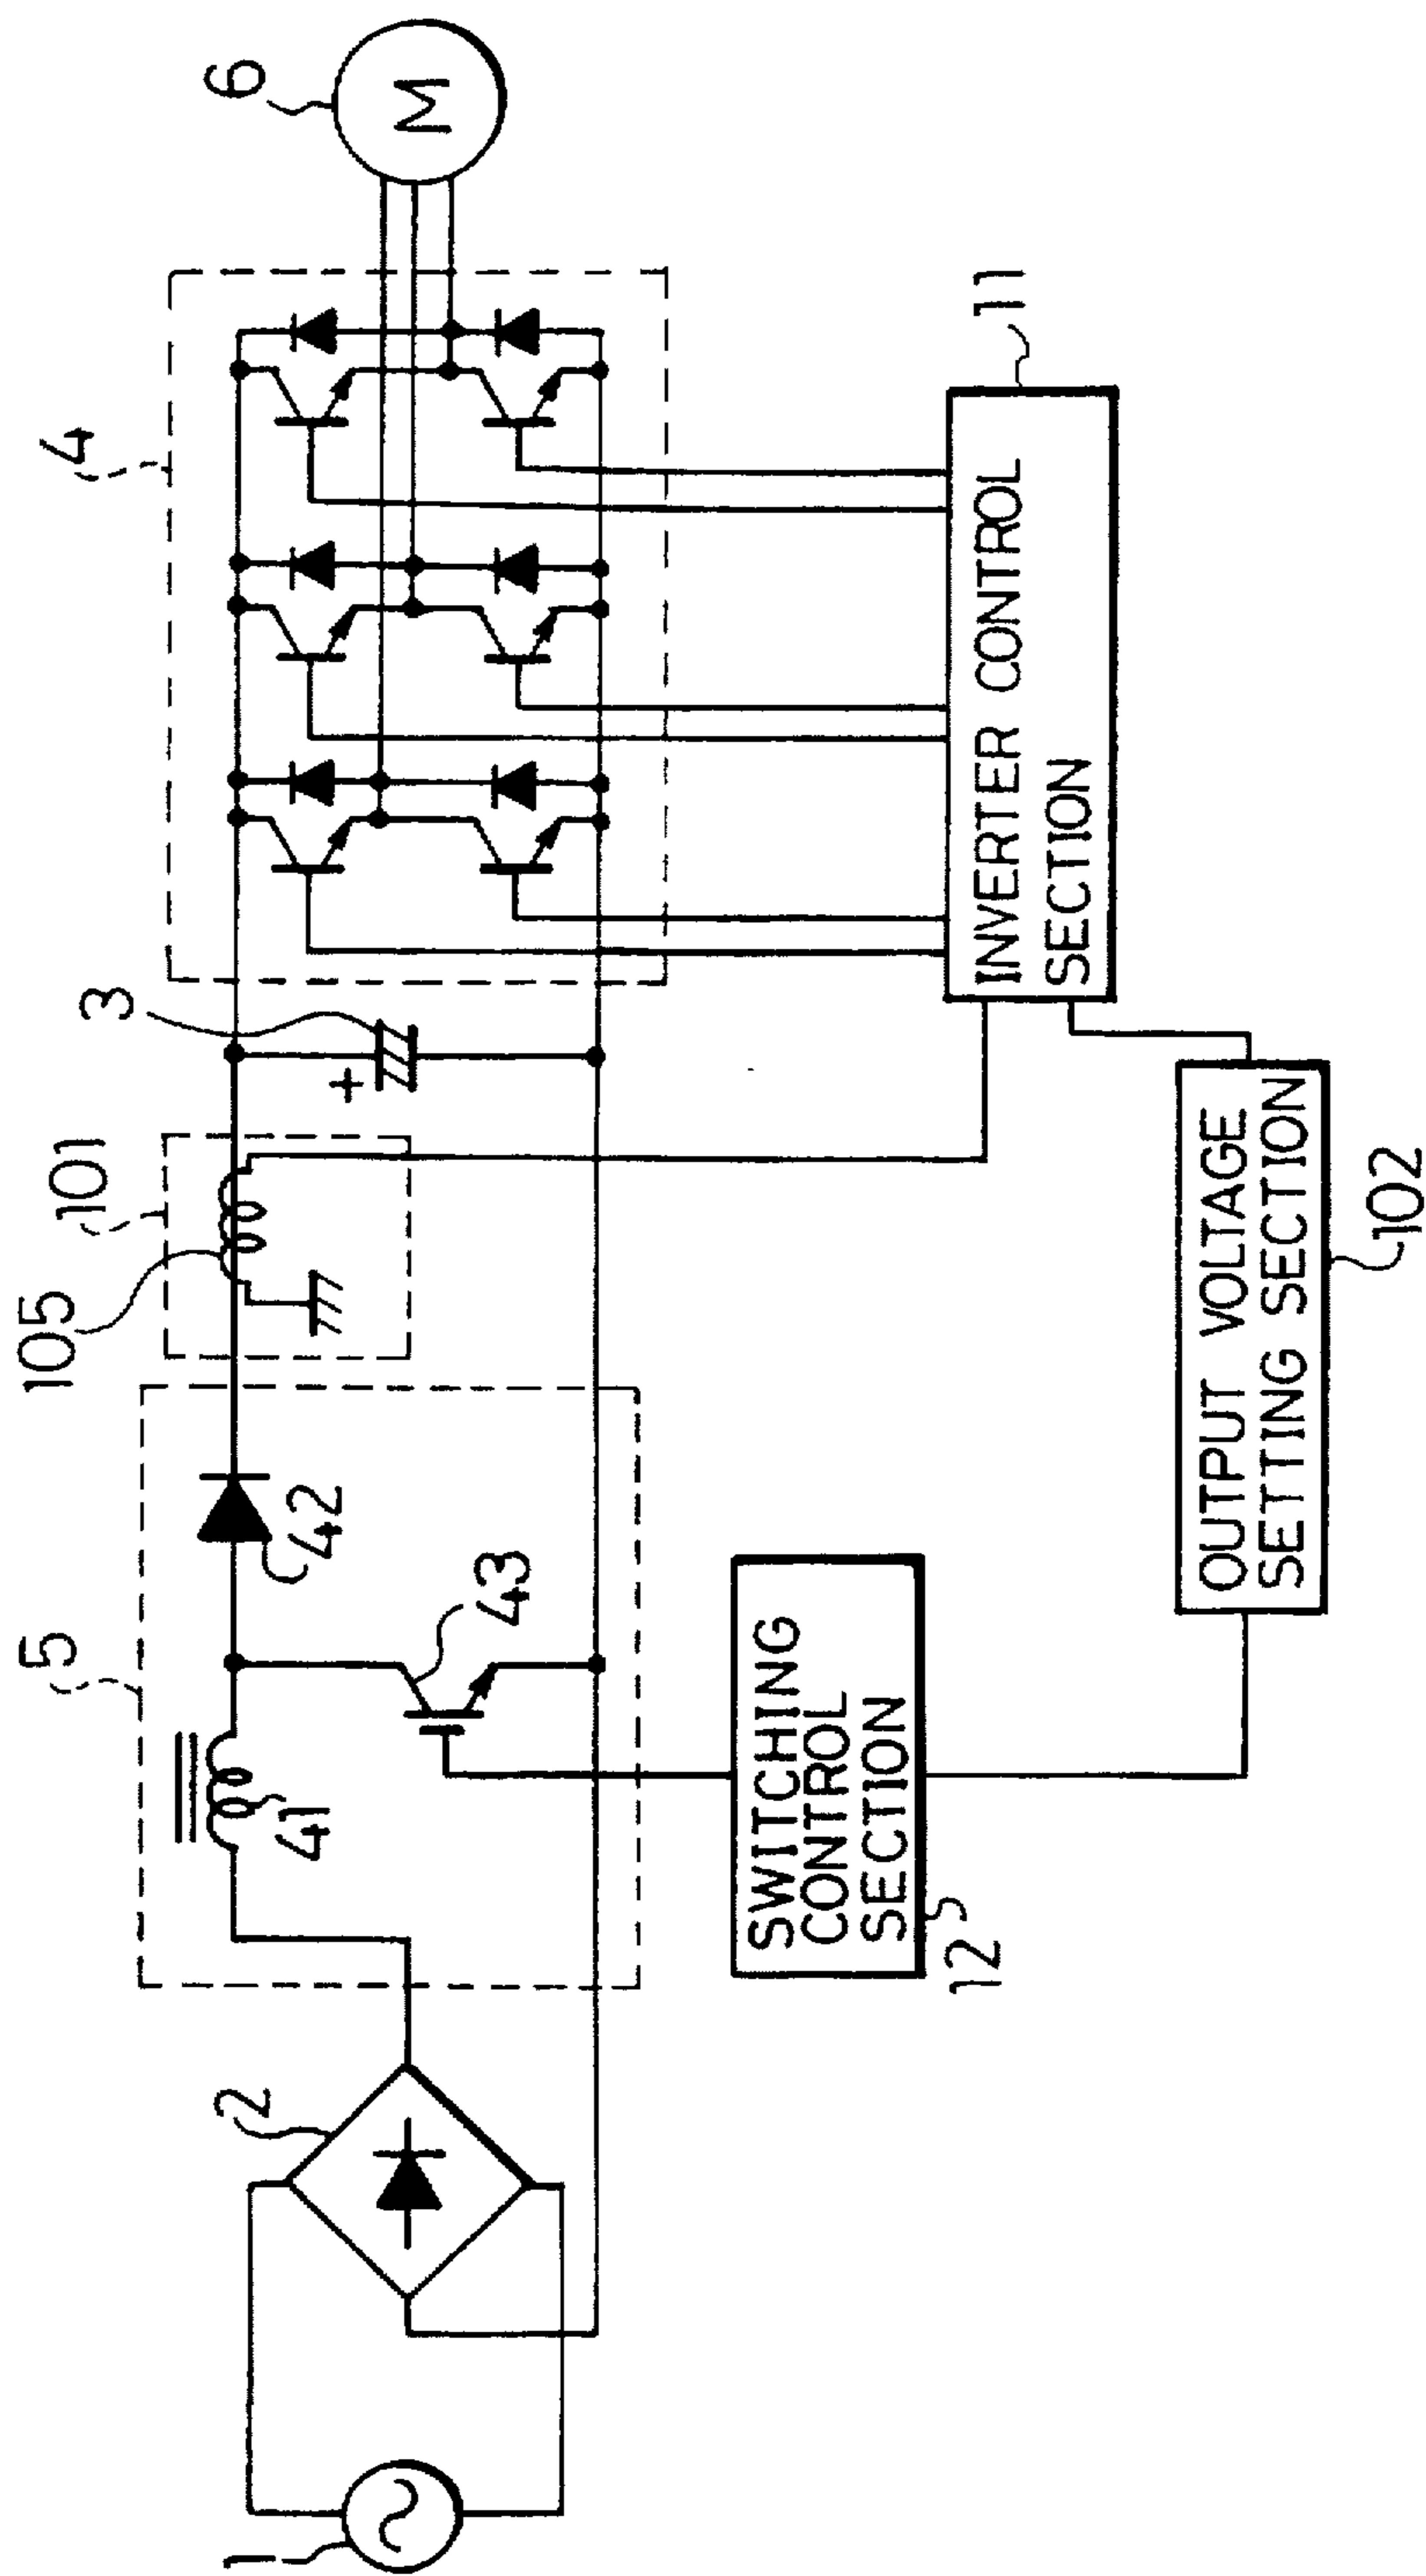 1
2
5
41
42
43
105
101
3
+
4
6
M
SWITCHING
CONTROL
SECTION
12
INVERTER CONTROL
SECTION
11
OUTPUT VOLTAGE
SETTING SECTION
102